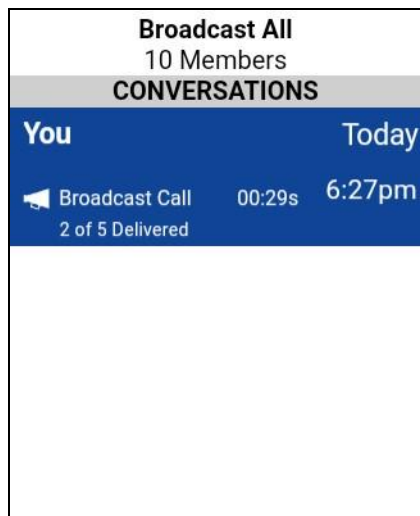 Broadcast All
10 Members
CONVERSATIONS
You Today
Broadcast Call 00:29s 6:27pm
2 of 5 Delivered